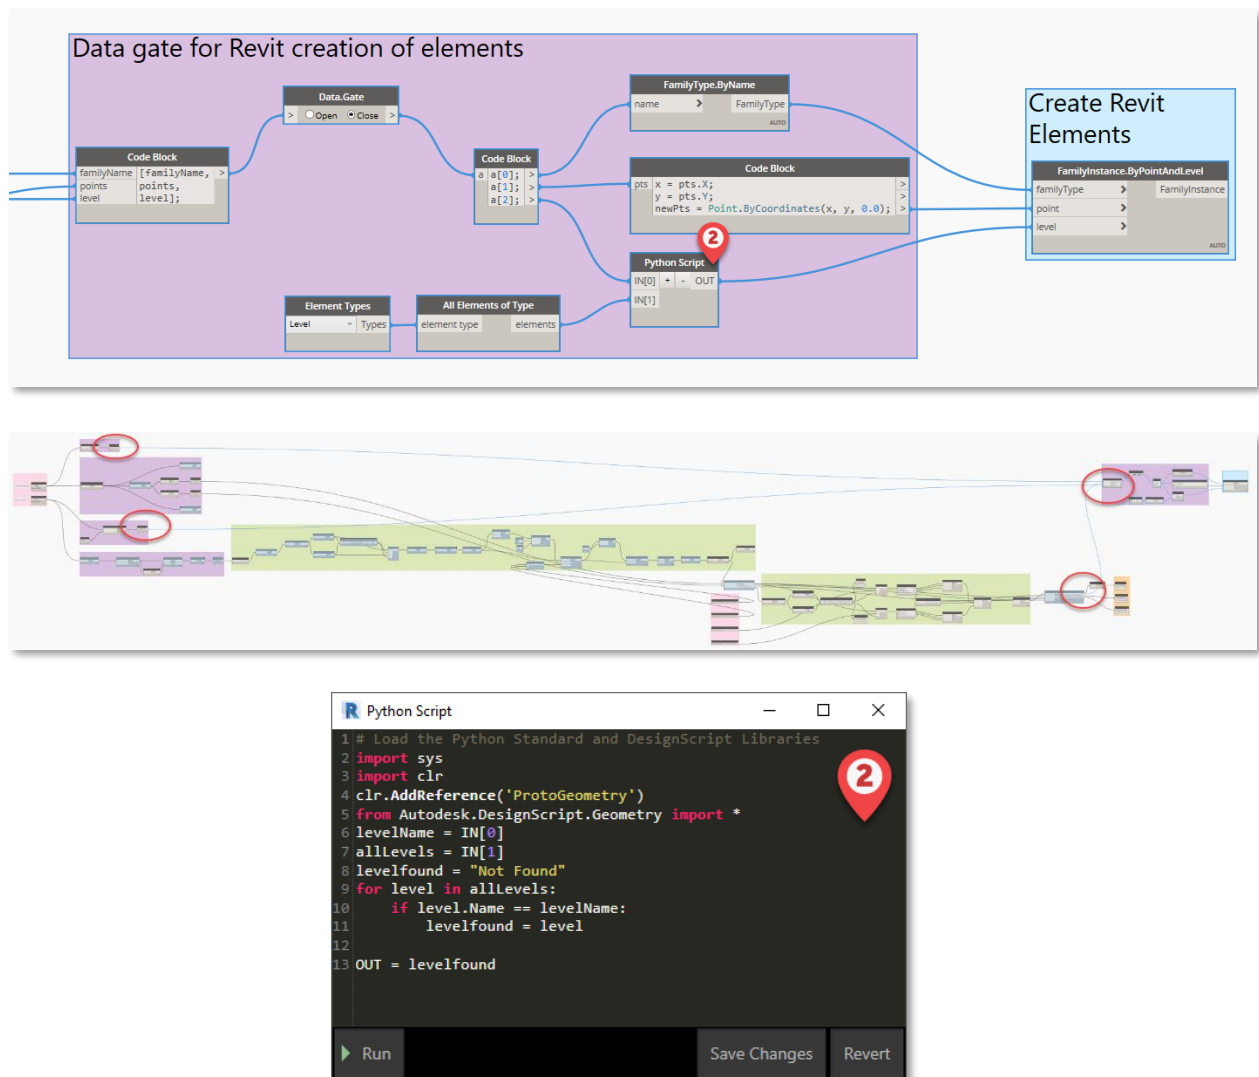 Data gate for Revit creation of elements
Data.Gate
> Open Close >
FamilyType.ByName
name > FamilyType
AUTO
Create Revit
Elements
Code Block
familyName [familyName, >
points points,
level level];
Code Block
a a[0]; >
a[1]; >
a[2]; >
Code Block
pts x = pts.X; >
y = pts.Y; >
newPts = Point.ByCoordinates(x, y, 0.0); >
FamilyInstance.ByPointAndLevel
familyType > FamilyInstance
point >
level >
AUTO
2
Python Script
IN[0] + - OUT
IN[1]
Element Types
Level Types
All Elements of Type
element type elements
Python Script
1 # Load the Python Standard and DesignScript Libraries
2 import sys
3 import clr
4 clr.AddReference('ProtoGeometry')
5 from Autodesk.DesignScript.Geometry import *
6 levelName = IN[0]
7 allLevels = IN[1]
8 levelfound = "Not Found"
9 for level in allLevels:
10 if level.Name == levelName:
11 levelfound = level
12
13 OUT = levelfound
2
Run Save Changes Revert